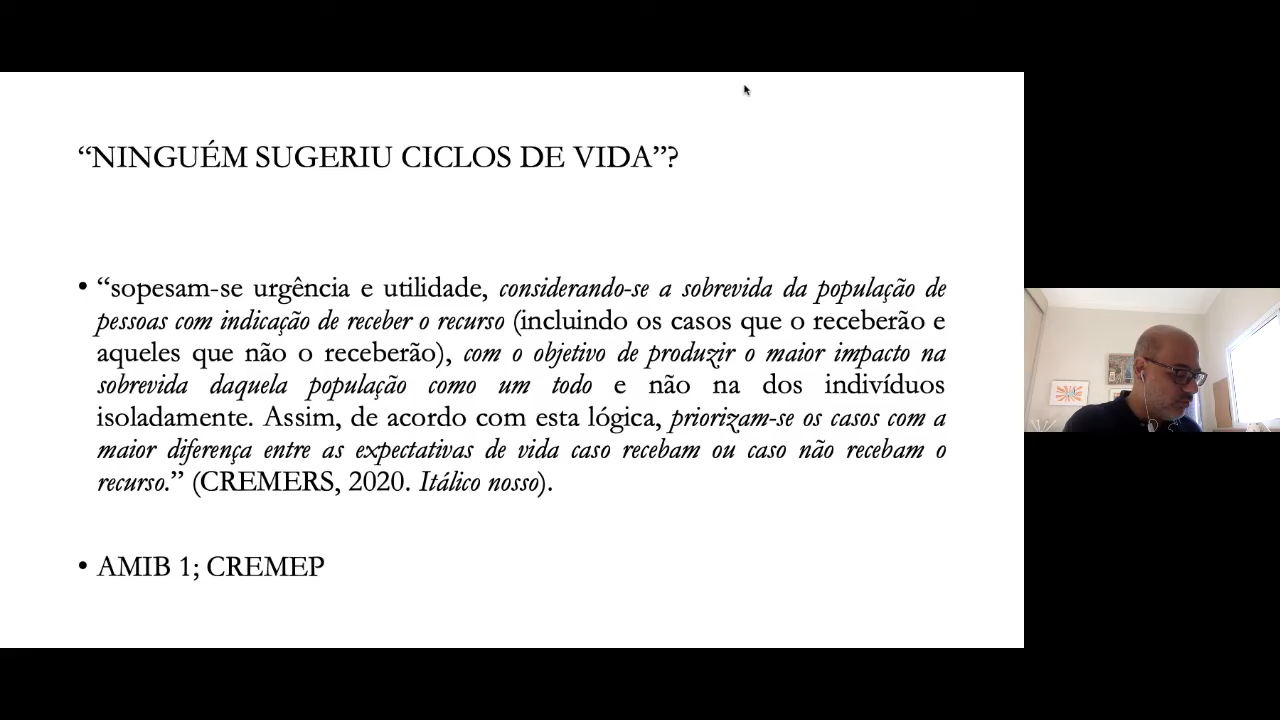 “NINGUÉM SUGERIU CICLOS DE VIDA”?
• “sopesam-se urgência e utilidade, considerando-se a sobrevida da população de
pessoas com indicação de receber o recurso (incluindo os casos que o receberão e
aqueles que não o receberão), com o objetivo de produzir o maior impacto na
sobrevida daquela população como um todo e não na dos indivíduos
isoladamente. Assim, de acordo com esta lógica, priorizam-se os casos com a
maior diferença entre as expectativas de vida caso recebam ou caso não recebam o
recurso.” (CREMERS, 2020. Itálico nosso).
• AMIB 1; CREMEP